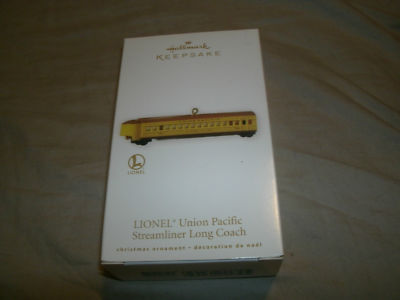 Hallmark
KEEPSAKE
L
LIONEL
LIONEL® Union Pacific
Streamliner Long Coach
christmas ornament – décoration de noël